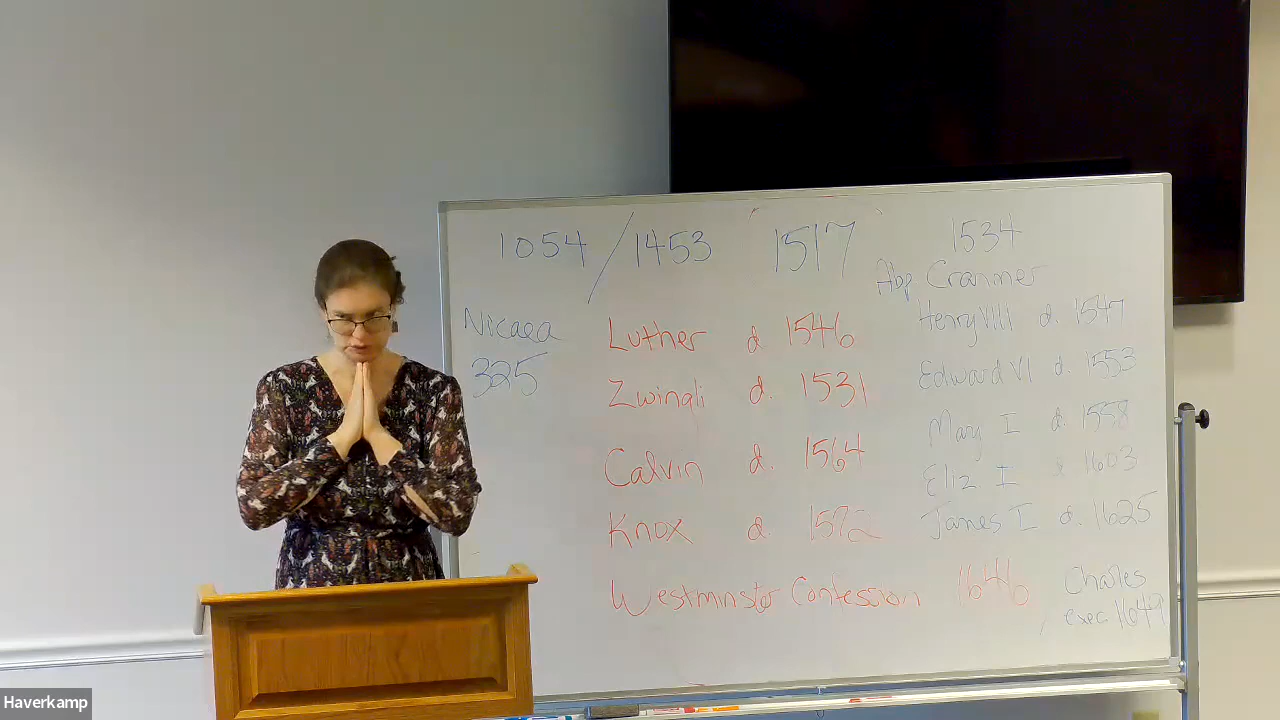 1054 / 1453 1517 1534
Abp Cranmer
Nicaea
325
Luther d 1546
Zwingli d. 1531
Calvin d. 1564
Knox d. 1572
Westminster Confession 1646
Henry VIII d. 1547
Edward VI d. 1553
Mary I d. 1558
Eliz I d 1603
James I d. 1625
Charles
exec 1649
Haverkamp